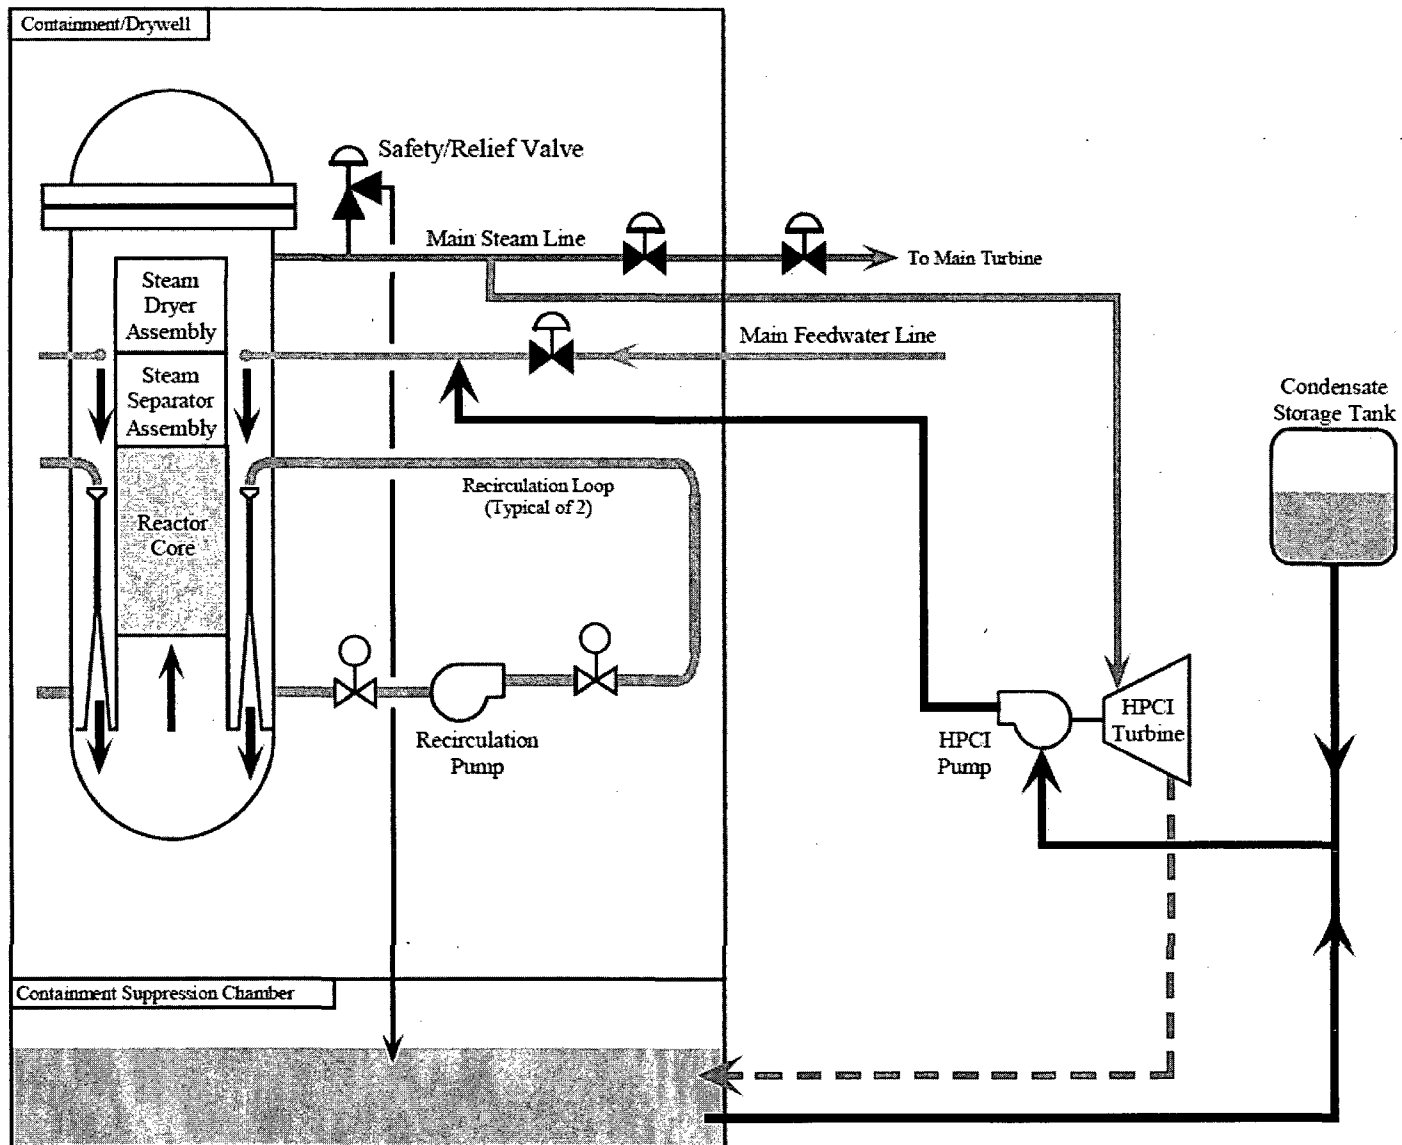 Containment/Drywell
Safety/Relief Valve
Main Steam Line
To Main Turbine
Steam
Dryer
Assembly
Main Feedwater Line
Steam
Separator
Assembly
Condensate
Storage Tank
Recirculation Loop
(Typical of 2)
Reactor
Core
HPCI
Turbine
HPCI
Pump
Recirculation
Pump
Containment Suppression Chamber